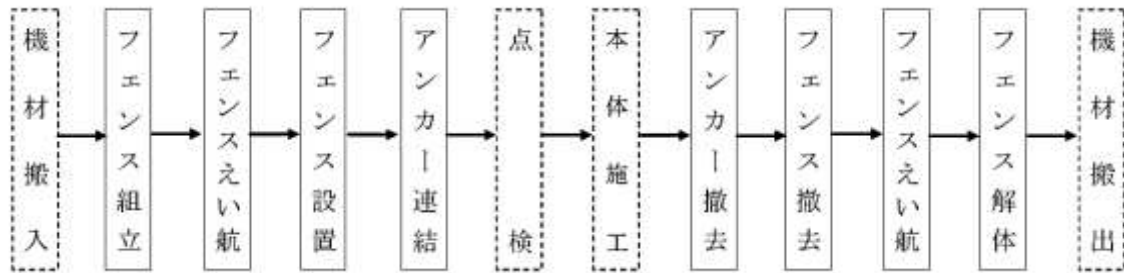 機材搬入
フェンス組立
フェンスえい航
フェンス設置
アンカー連結
点検
本体施工
アンカー撤去
フェンス撤去
フェンスえい航
フェンス解体
機材搬出